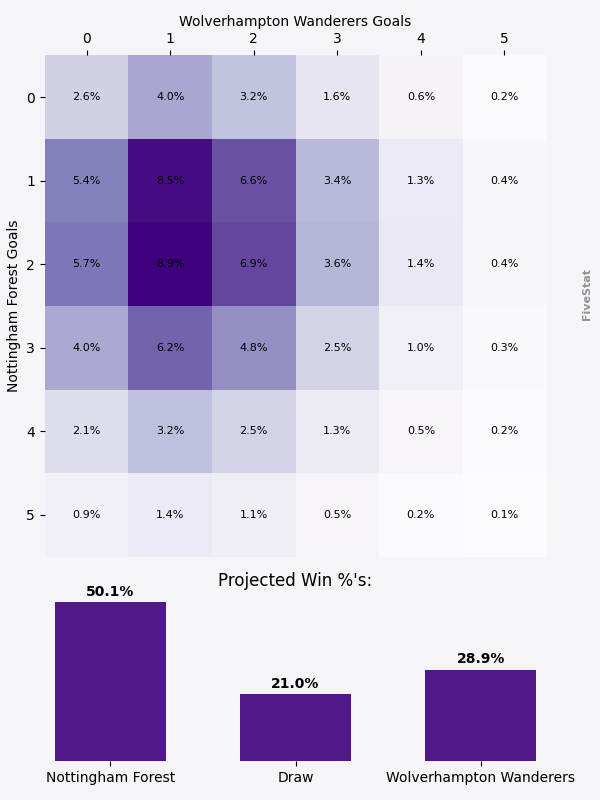 Wolverhampton Wanderers Goals
0 1 2 3 4 5
Nottingham Forest Goals
0 2.6% 4.0% 3.2% 1.6% 0.6% 0.2%
1 5.4% 8.5% 6.6% 3.4% 1.3% 0.4%
2 5.7% 8.9% 6.9% 3.6% 1.4% 0.4%
3 4.0% 6.2% 4.8% 2.5% 1.0% 0.3%
4 2.1% 3.2% 2.5% 1.3% 0.5% 0.2%
5 0.9% 1.4% 1.1% 0.5% 0.2% 0.1%
FiveStat
Projected Win %'s:
50.1% 21.0% 28.9%
Nottingham Forest Draw Wolverhampton Wanderers